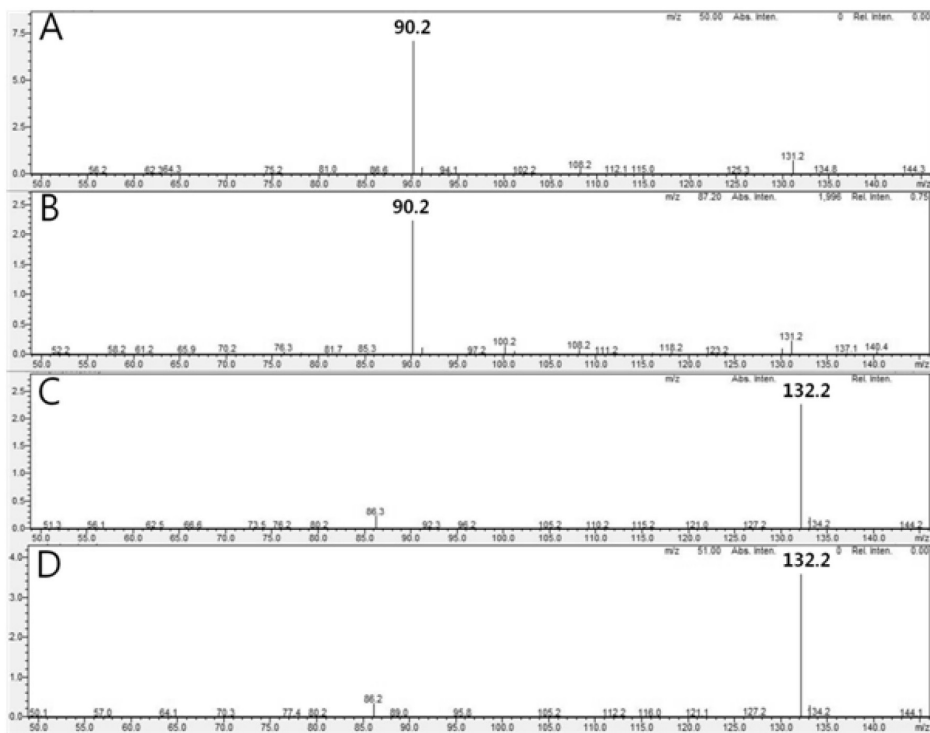 A
90.2
m/z 50.00 Abs. Inten. 0 Rel. Inten. 0.00
7.5
5.0
2.5
0.0
56.2 62.3 64.3 75.2 81.0 86.6 94.1 102.2 108.2 112.1 115.0 125.3 131.2 134.8 144.3
50.0 55.0 60.0 65.0 70.0 75.0 80.0 85.0 90.0 95.0 100.0 105.0 110.0 115.0 120.0 125.0 130.0 135.0 140.0 m/z
B
90.2
m/z 87.20 Abs. Inten. 1,996 Rel. Inten. 0.75
2.5
2.0
1.5
1.0
0.5
0.0
52.2 58.2 61.2 65.9 70.2 76.3 81.7 85.3 97.2 100.2 108.2 111.2 118.2 123.2 131.2 137.1 140.4
50.0 55.0 60.0 65.0 70.0 75.0 80.0 85.0 90.0 95.0 100.0 105.0 110.0 115.0 120.0 125.0 130.0 135.0 140.0 m/z
C
132.2
m/z Abs. Inten. Rel. Inten.
2.5
2.0
1.5
1.0
0.5
0.0
51.3 56.1 62.5 66.6 73.5 76.2 80.2 86.3 92.3 96.2 105.2 110.2 115.2 121.0 127.2 134.2 144.2
50.0 55.0 60.0 65.0 70.0 75.0 80.0 85.0 90.0 95.0 100.0 105.0 110.0 115.0 120.0 125.0 130.0 135.0 140.0 m/z
D
132.2
m/z 51.00 Abs. Inten. 0 Rel. Inten. 0.00
4.0
3.0
2.0
1.0
0.0
50.1 57.0 64.1 70.3 77.4 80.2 86.2 89.0 95.8 105.2 112.2 116.0 121.1 127.2 134.2 144.1
50.0 55.0 60.0 65.0 70.0 75.0 80.0 85.0 90.0 95.0 100.0 105.0 110.0 115.0 120.0 125.0 130.0 135.0 140.0 m/z